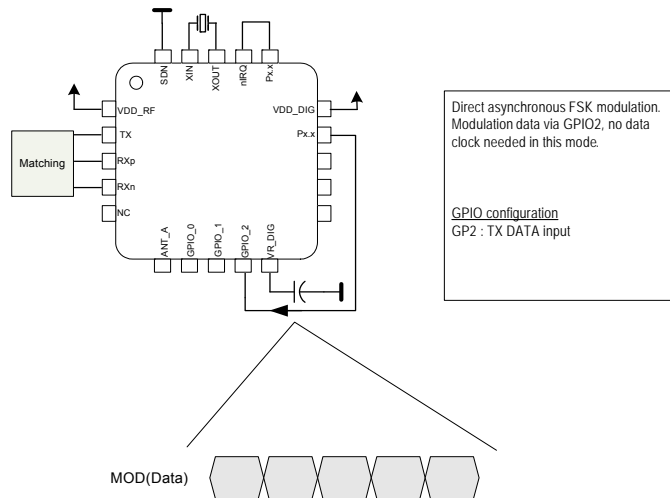 SDN
XIN
XOUT
nIRQ
Px.x
VDD_RF
VDD_DIG
TX
Px.x
Matching
RXp
RXn
NC
ANT_A
GPIO_0
GPIO_1
GPIO_2
VR_DIG
Direct asynchronous FSK modulation.
Modulation data via GPIO2, no data
clock needed in this mode.
GPIO configuration
GP2 : TX DATA input
MOD(Data)